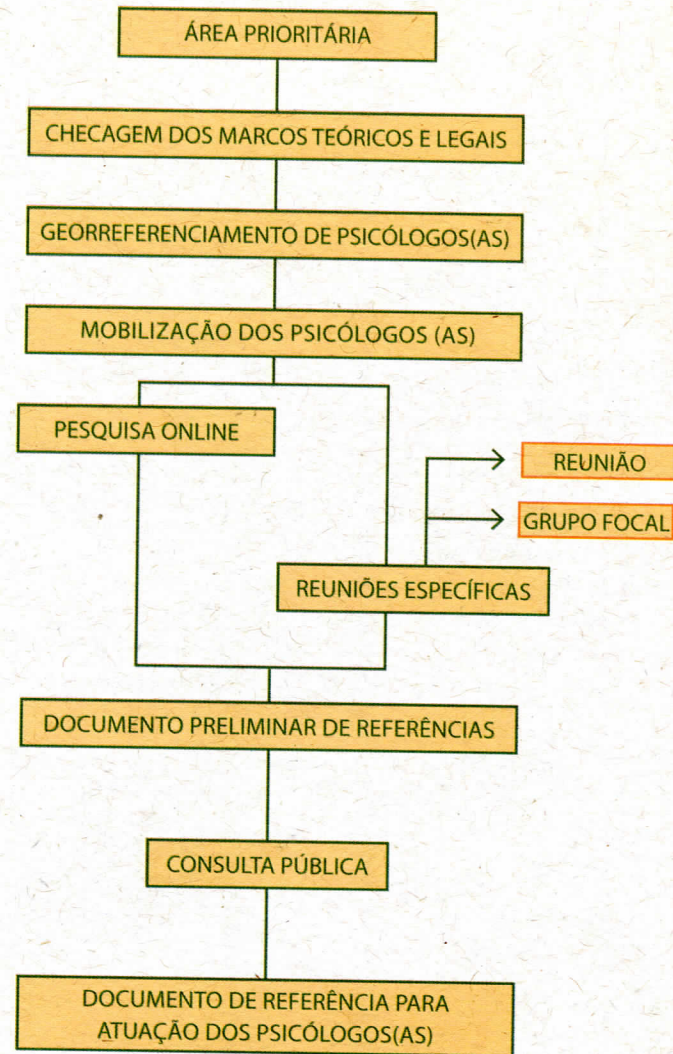 ÁREA PRIORITÁRIA
CHECAGEM DOS MARCOS TEÓRICOS E LEGAIS
GEORREFERENCIAMENTO DE PSICÓLOGOS(AS)
MOBILIZAÇÃO DOS PSICÓLOGOS (AS)
PESQUISA ONLINE
REUNIÃO
GRUPO FOCAL
REUNIÕES ESPECÍFICAS
DOCUMENTO PRELIMINAR DE REFERÊNCIAS
CONSULTA PÚBLICA
DOCUMENTO DE REFERÊNCIA PARA
ATUAÇÃO DOS PSICÓLOGOS(AS)